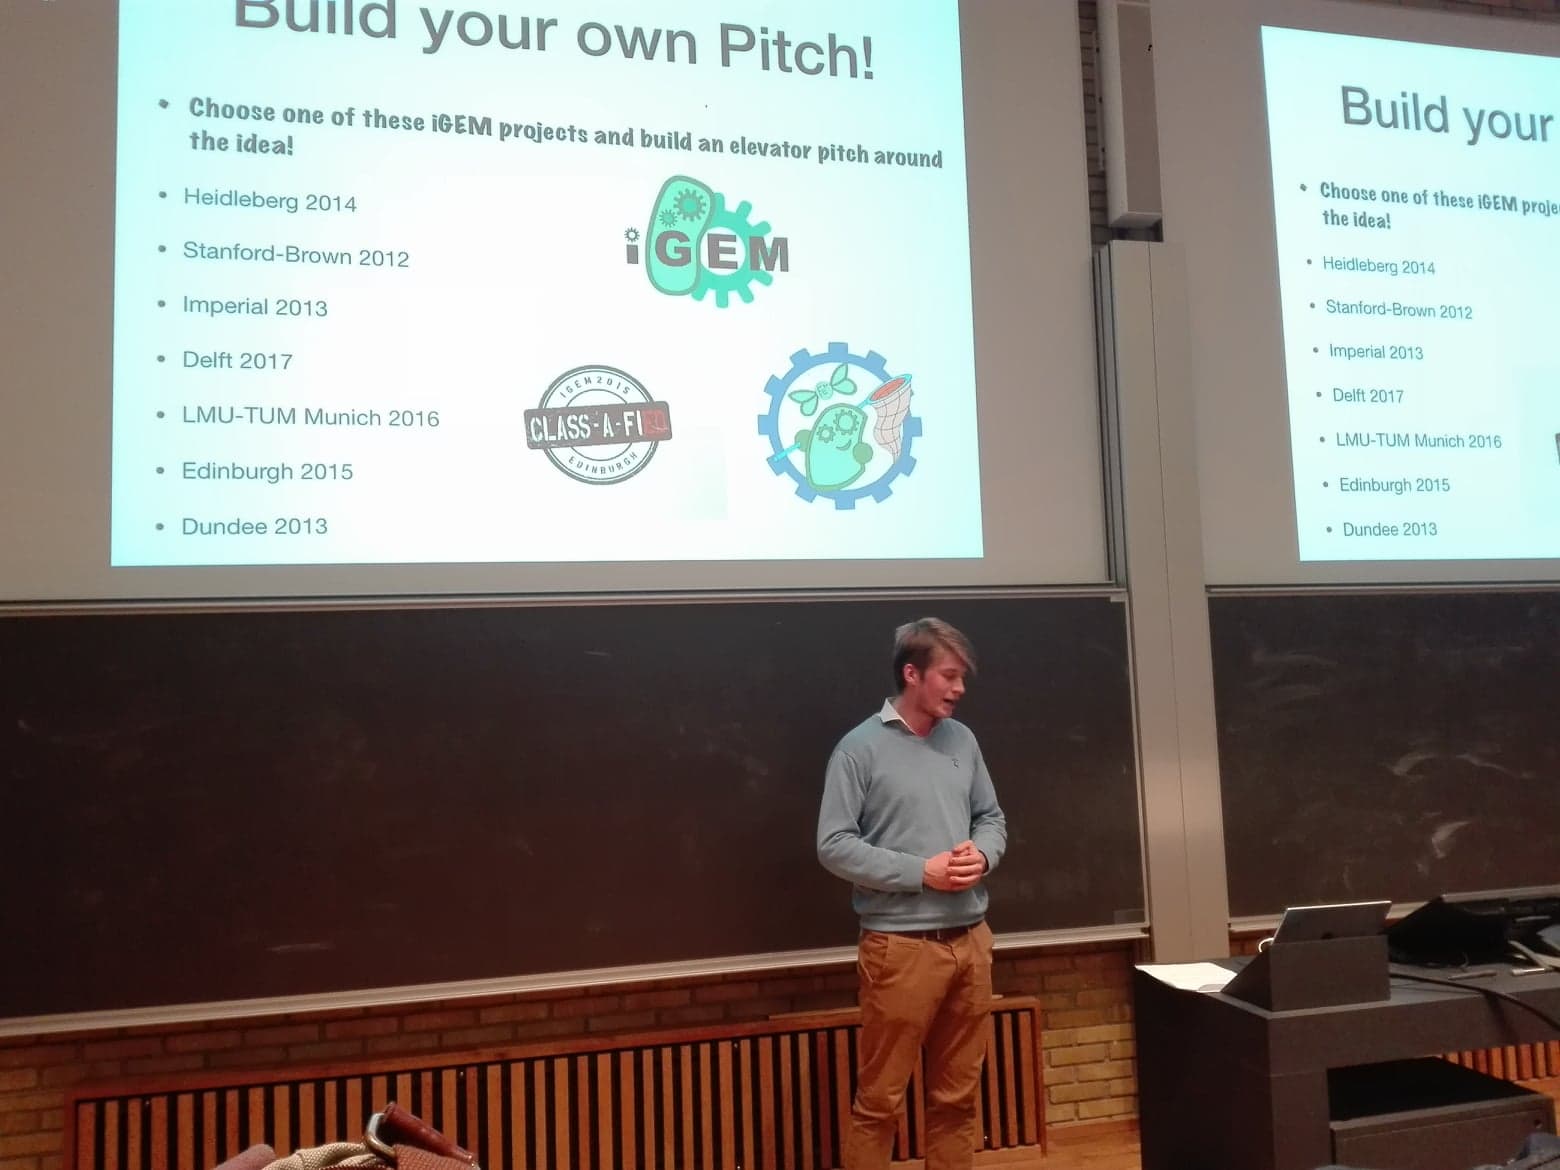 Build your own Pitch!
• Choose one of these iGEM projects and build an elevator pitch around
the idea!
• Heidleberg 2014
• Stanford-Brown 2012
• Imperial 2013
• Delft 2017
• LMU-TUM Munich 2016
• Edinburgh 2015
• Dundee 2013
iGEM
IGEM 2015
CLASS-A-FIED
EDINBURGH
Build your
• Choose one of these iGEM
the idea!
• Heidleberg 2014
• Stanford-Brown 2012
• Imperial 2013
• Delft 2017
• LMU-TUM Munich 2016
• Edinburgh 2015
• Dundee 2013